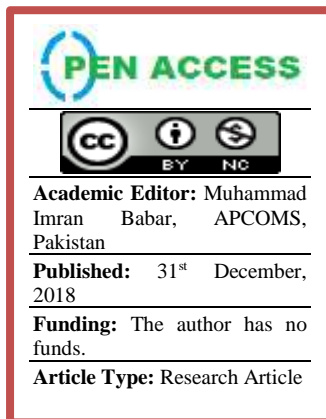 OPEN ACCESS
CC
BY NC
Academic Editor: Muhammad
Imran Babar, APCOMS,
Pakistan
Published: 31st December,
2018
Funding: The author has no
funds.
Article Type: Research Article